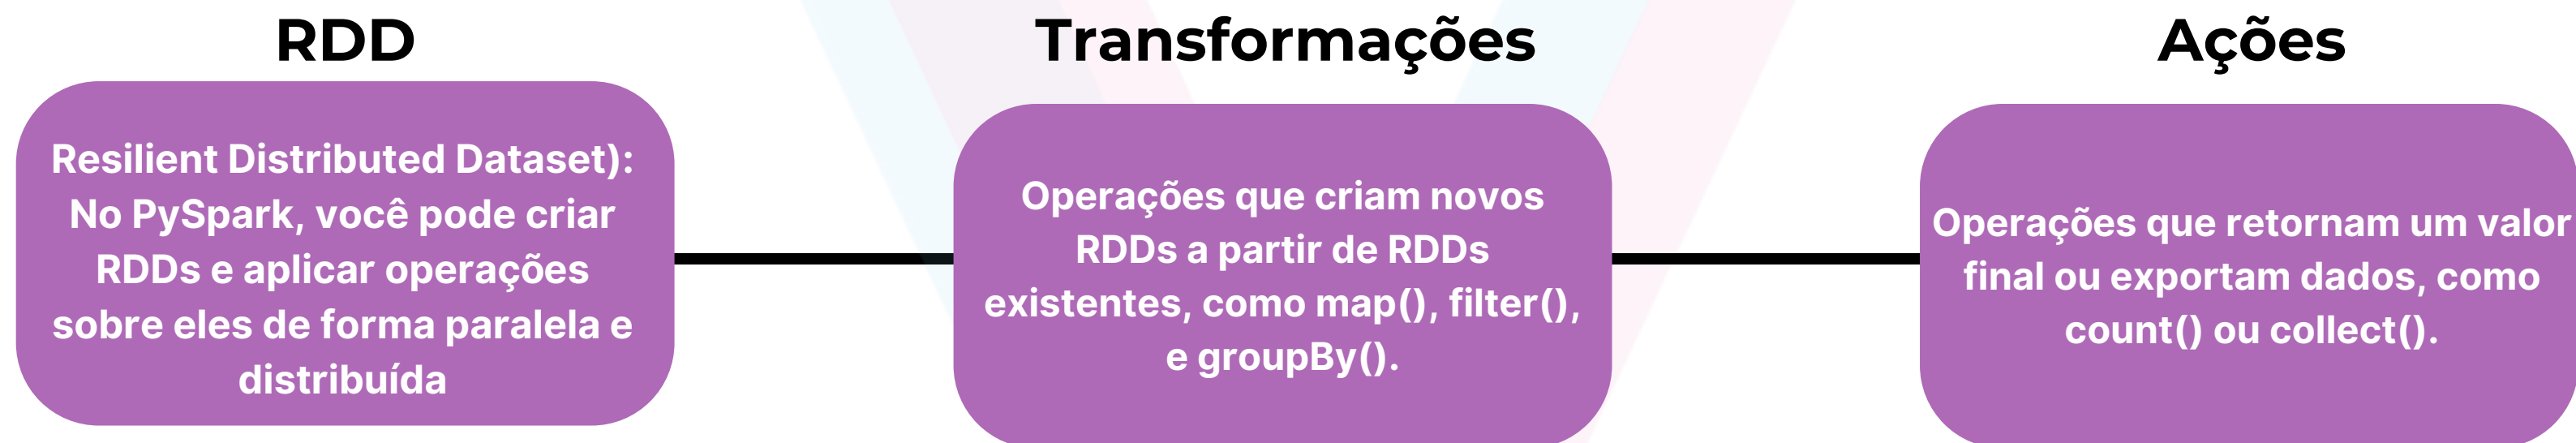 RDD
Resilient Distributed Dataset):
No PySpark, você pode criar
RDDs e aplicar operações
sobre eles de forma paralela e
distribuída
Transformações
Operações que criam novos
RDDs a partir de RDDs
existentes, como map(), filter(),
e groupBy().
Ações
Operações que retornam um valor
final ou exportam dados, como
count() ou collect().